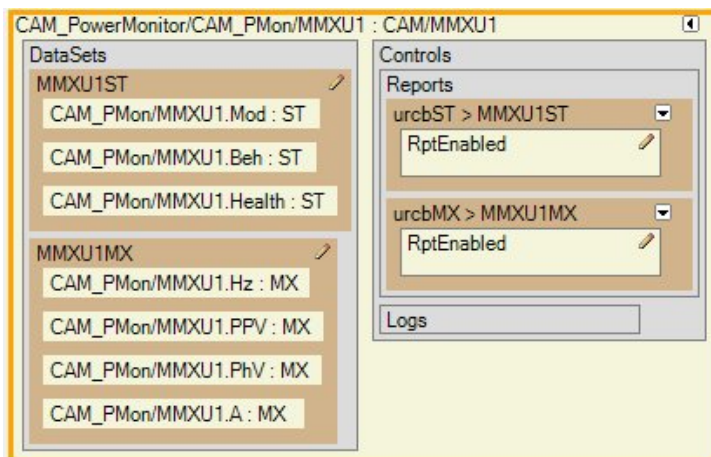 CAM_PowerMonitor/CAM_PMon/MMXU1 : CAM/MMXU1
DataSets
MMXU1ST
CAM_PMon/MMXU1.Mod : ST
CAM_PMon/MMXU1.Beh : ST
CAM_PMon/MMXU1.Health : ST
MMXU1MX
CAM_PMon/MMXU1.Hz : MX
CAM_PMon/MMXU1.PPV : MX
CAM_PMon/MMXU1.PhV : MX
CAM_PMon/MMXU1.A : MX
Controls
Reports
urcbST > MMXU1ST
RptEnabled
urcbMX > MMXU1MX
RptEnabled
Logs